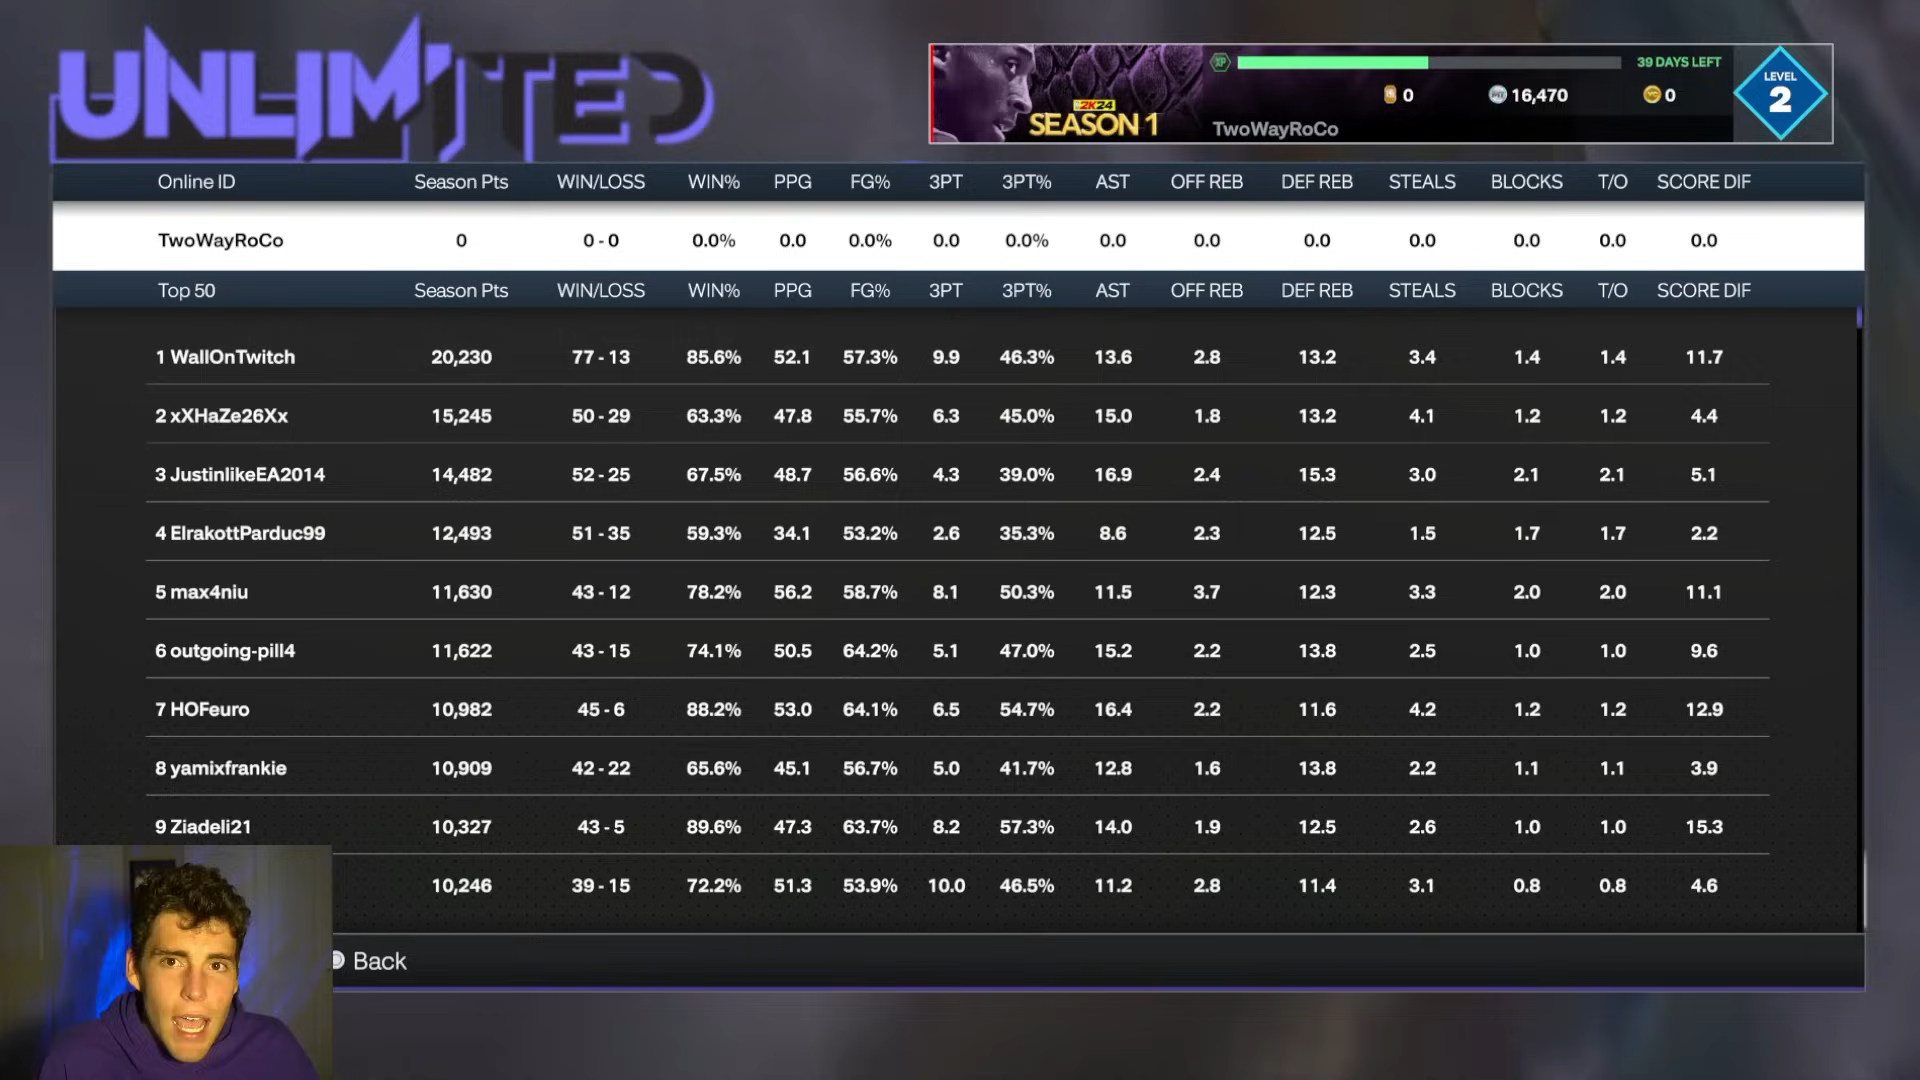 UNLIMITED
XP 39 DAYS LEFT
0 16,470 0
LEVEL
2
2K24
SEASON 1
TwoWayRoCo
Online ID Season Pts WIN/LOSS WIN% PPG FG% 3PT 3PT% AST OFF REB DEF REB STEALS BLOCKS T/O SCORE DIF
TwoWayRoCo 0 0 - 0 0.0% 0.0 0.0% 0.0 0.0% 0.0 0.0 0.0 0.0 0.0 0.0 0.0
Top 50 Season Pts WIN/LOSS WIN% PPG FG% 3PT 3PT% AST OFF REB DEF REB STEALS BLOCKS T/O SCORE DIF
1 WallOnTwitch 20,230 77 - 13 85.6% 52.1 57.3% 9.9 46.3% 13.6 2.8 13.2 3.4 1.4 1.4 11.7
2 xXHaZe26Xx 15,245 50 - 29 63.3% 47.8 55.7% 6.3 45.0% 15.0 1.8 13.2 4.1 1.2 1.2 4.4
3 JustinlikeEA2014 14,482 52 - 25 67.5% 48.7 56.6% 4.3 39.0% 16.9 2.4 15.3 3.0 2.1 2.1 5.1
4 ElrakottParduc99 12,493 51 - 35 59.3% 34.1 53.2% 2.6 35.3% 8.6 2.3 12.5 1.5 1.7 1.7 2.2
5 max4niu 11,630 43 - 12 78.2% 56.2 58.7% 8.1 50.3% 11.5 3.7 12.3 3.3 2.0 2.0 11.1
6 outgoing-pill4 11,622 43 - 15 74.1% 50.5 64.2% 5.1 47.0% 15.2 2.2 13.8 2.5 1.0 1.0 9.6
7 HOFeuro 10,982 45 - 6 88.2% 53.0 64.1% 6.5 54.7% 16.4 2.2 11.6 4.2 1.2 1.2 12.9
8 yamixfrankie 10,909 42 - 22 65.6% 45.1 56.7% 5.0 41.7% 12.8 1.6 13.8 2.2 1.1 1.1 3.9
9 Ziadeli21 10,327 43 - 5 89.6% 47.3 63.7% 8.2 57.3% 14.0 1.9 12.5 2.6 1.0 1.0 15.3
10,246 39 - 15 72.2% 51.3 53.9% 10.0 46.5% 11.2 2.8 11.4 3.1 0.8 0.8 4.6
Back